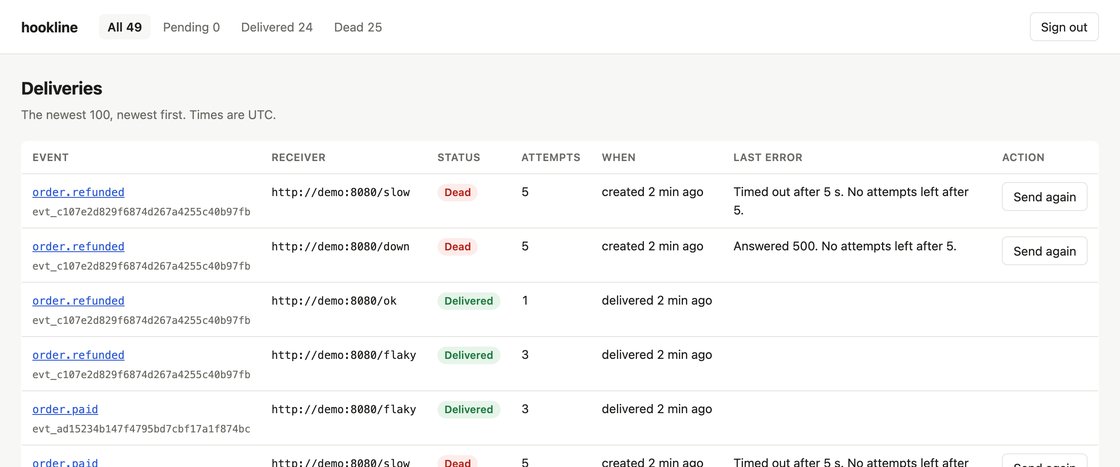 hookline All 49 Pending 0 Delivered 24 Dead 25 Sign out
Deliveries
The newest 100, newest first. Times are UTC.
EVENT RECEIVER STATUS ATTEMPTS WHEN LAST ERROR ACTION
order.refunded http://demo:8080/slow Dead 5 created 2 min ago Timed out after 5 s. No attempts left after Send again
evt_c107e2d829f6874d267a4255c40b97fb 5.
order.refunded http://demo:8080/down Dead 5 created 2 min ago Answered 500. No attempts left after 5. Send again
evt_c107e2d829f6874d267a4255c40b97fb
order.refunded http://demo:8080/ok Delivered 1 delivered 2 min ago
evt_c107e2d829f6874d267a4255c40b97fb
order.refunded http://demo:8080/flaky Delivered 3 delivered 2 min ago
evt_c107e2d829f6874d267a4255c40b97fb
order.paid http://demo:8080/flaky Delivered 3 delivered 2 min ago
evt_ad15234b147f4795bd7cbf17a1f874bc
order.paid http://demo:8080/slow Dead 5 created 2 min ago Timed out after 5 s. No attempts left after Send again